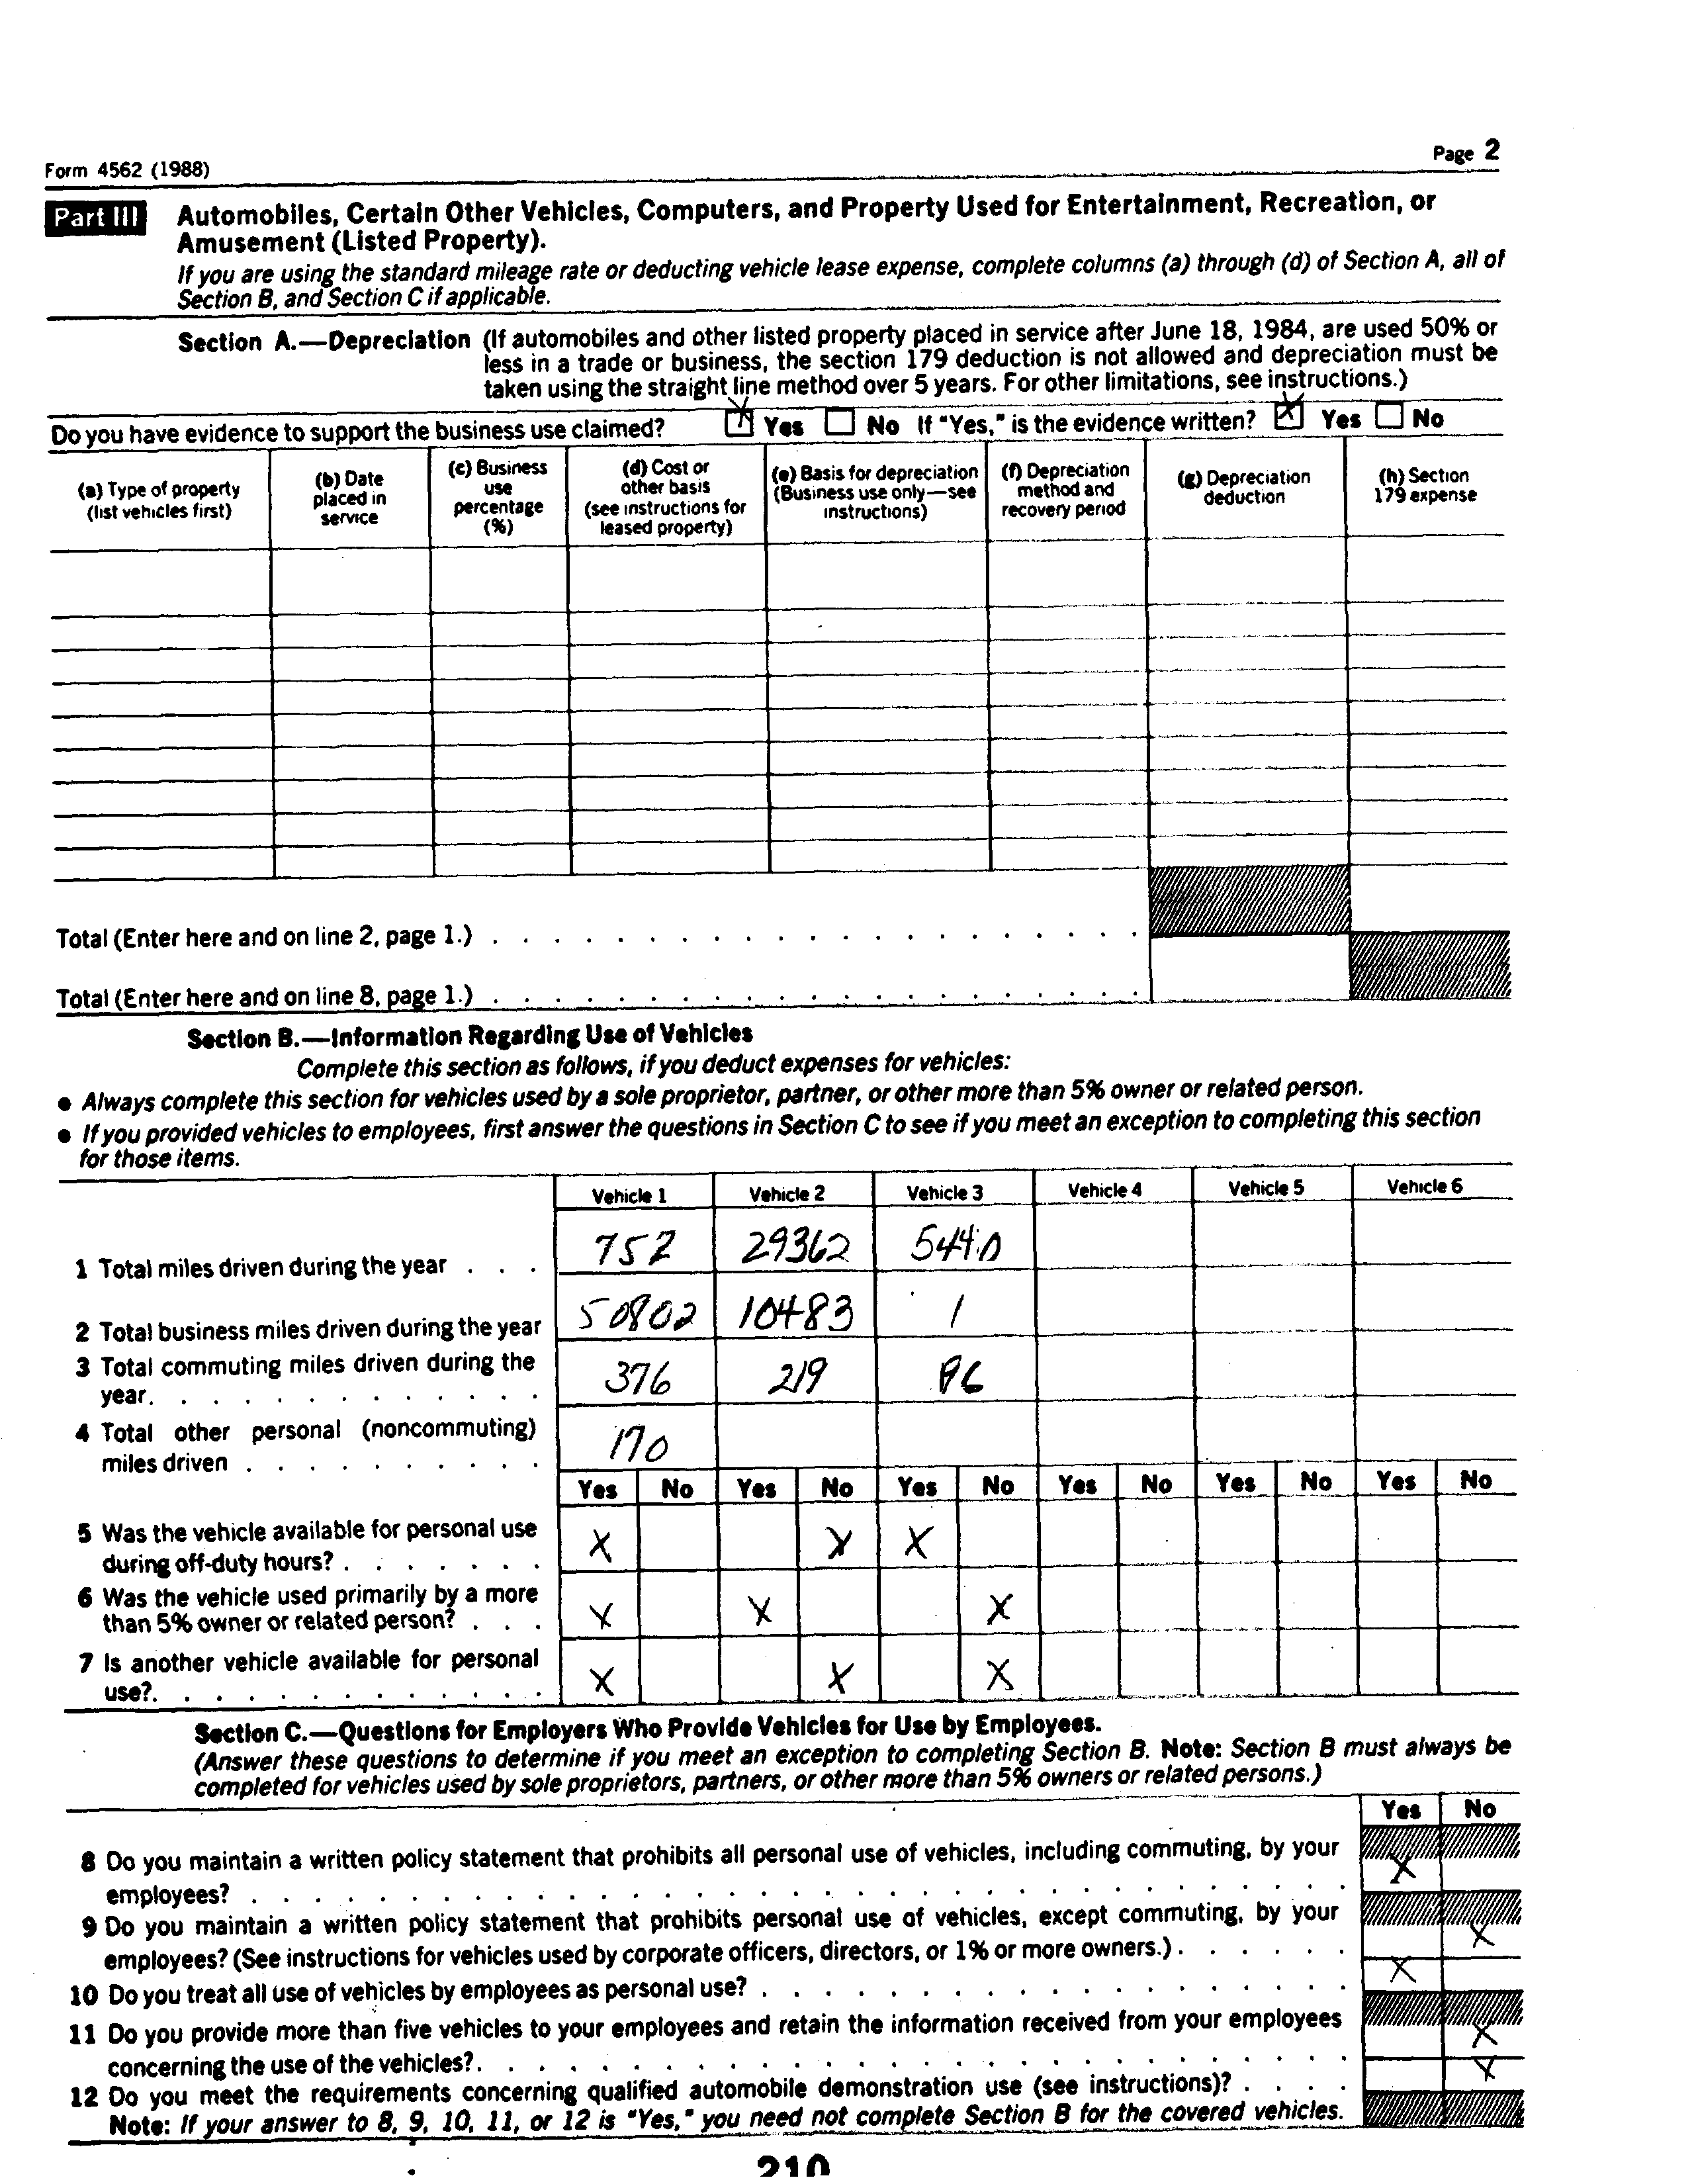 Form 4562 (1988)
Page 2
Part III
Automobiles, Certain Other Vehicles, Computers, and Property Used for Entertainment, Recreation, or
Amusement (Listed Property).
If you are using the standard mileage rate or deducting vehicle lease expense, complete columns (a) through (d) of Section A, all of
Section B, and Section C if applicable.
Section A.—Depreciation (If automobiles and other listed property placed in service after June 18, 1984, are used 50% or
less in a trade or business, the section 179 deduction is not allowed and depreciation must be
taken using the straight line method over 5 years. For other limitations, see instructions.)
Do you have evidence to support the business use claimed? X Yes No If "Yes," is the evidence written? X Yes No
(a) Type of property
(list vehicles first)
(b) Date
placed in
service
(c) Business
use
percentage
(%)
(d) Cost or
other basis
(see instructions for
leased property)
(e) Basis for depreciation
(Business use only—see
instructions)
(f) Depreciation
method and
recovery period
(g) Depreciation
deduction
(h) Section
179 expense
Total (Enter here and on line 2, page 1.)
Total (Enter here and on line 8, page 1.)
Section B.—Information Regarding Use of Vehicles
Complete this section as follows, if you deduct expenses for vehicles:
● Always complete this section for vehicles used by a sole proprietor, partner, or other more than 5% owner or related person.
● If you provided vehicles to employees, first answer the questions in Section C to see if you meet an exception to completing this section
for those items.
Vehicle 1 Vehicle 2 Vehicle 3 Vehicle 4 Vehicle 5 Vehicle 6
1 Total miles driven during the year . . . 752 29362
2 Total business miles driven during the year 50802 10483 1
3 Total commuting miles driven during the
year. 376 219
4 Total other personal (noncommuting)
miles driven 170
Yes No Yes No Yes No Yes No Yes No Yes No
5 Was the vehicle available for personal use
during off-duty hours? X X X
6 Was the vehicle used primarily by a more
than 5% owner or related person? X X X
7 Is another vehicle available for personal
use? X X X
Section C.—Questions for Employers Who Provide Vehicles for Use by Employees.
(Answer these questions to determine if you meet an exception to completing Section B. Note: Section B must always be
completed for vehicles used by sole proprietors, partners, or other more than 5% owners or related persons.)
Yes No
8 Do you maintain a written policy statement that prohibits all personal use of vehicles, including commuting, by your
employees? X
9 Do you maintain a written policy statement that prohibits personal use of vehicles, except commuting, by your
employees? (See instructions for vehicles used by corporate officers, directors, or 1% or more owners.) X
10 Do you treat all use of vehicles by employees as personal use? X
11 Do you provide more than five vehicles to your employees and retain the information received from your employees
concerning the use of the vehicles? X
12 Do you meet the requirements concerning qualified automobile demonstration use (see instructions)? X
Note: If your answer to 8, 9, 10, 11, or 12 is "Yes," you need not complete Section B for the covered vehicles.
210